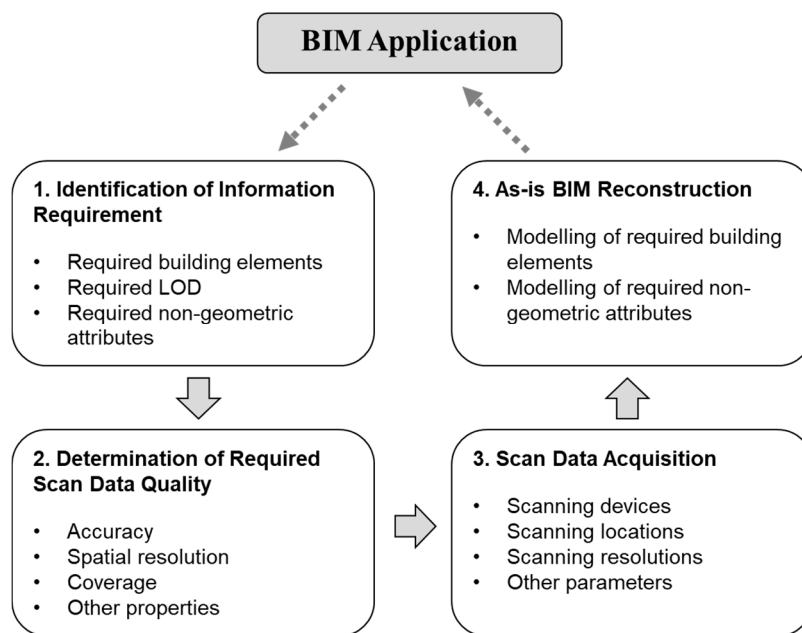 BIM Application
1. Identification of Information
Requirement
• Required building elements
• Required LOD
• Required non-geometric
attributes
2. Determination of Required
Scan Data Quality
• Accuracy
• Spatial resolution
• Coverage
• Other properties
3. Scan Data Acquisition
• Scanning devices
• Scanning locations
• Scanning resolutions
• Other parameters
4. As-is BIM Reconstruction
• Modelling of required building
elements
• Modelling of required non-
geometric attributes